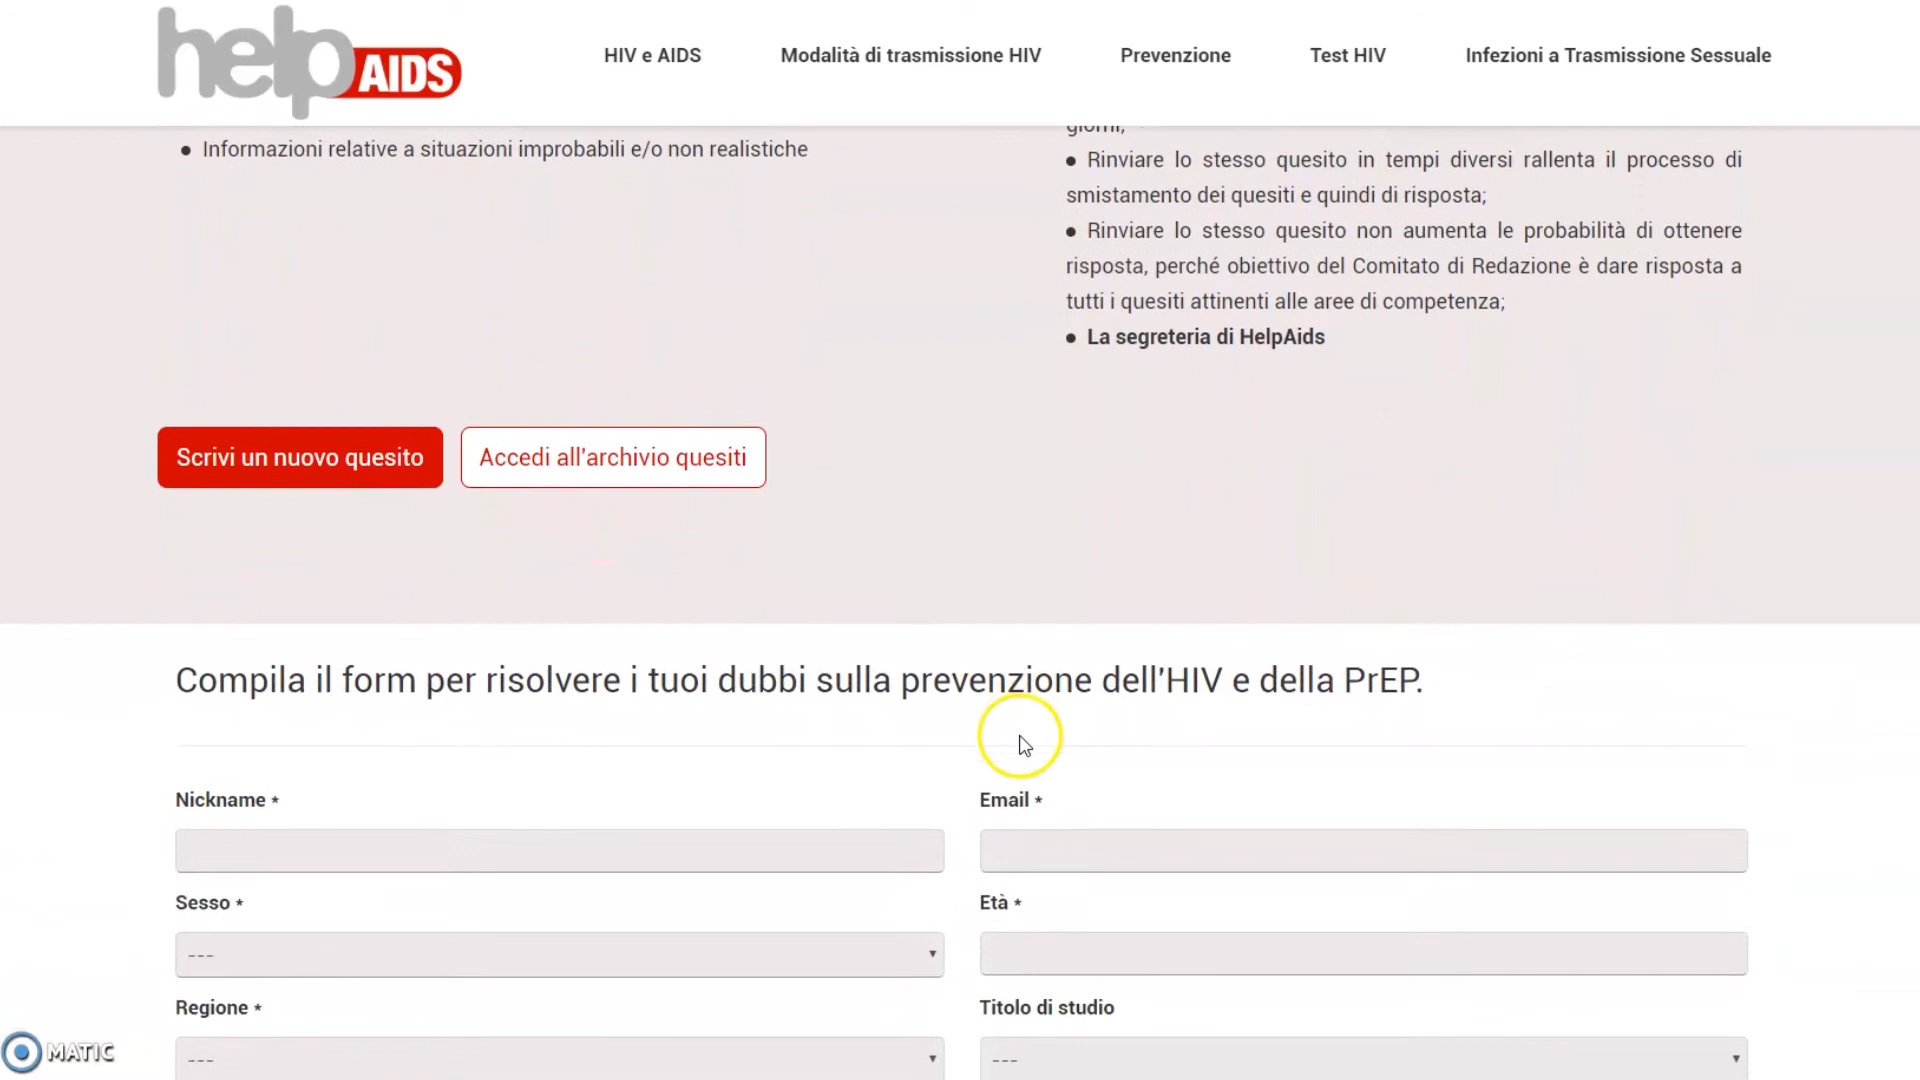 help AIDS
HIV e AIDS
Modalità di trasmissione HIV
Prevenzione
Test HIV
Infezioni a Trasmissione Sessuale
● Informazioni relative a situazioni improbabili e/o non realistiche
giorni;
● Rinviare lo stesso quesito in tempi diversi rallenta il processo di
smistamento dei quesiti e quindi di risposta;
● Rinviare lo stesso quesito non aumenta le probabilità di ottenere
risposta, perché obiettivo del Comitato di Redazione è dare risposta a
tutti i quesiti attinenti alle aree di competenza;
● La segreteria di HelpAids
Scrivi un nuovo quesito
Accedi all'archivio quesiti
Compila il form per risolvere i tuoi dubbi sulla prevenzione dell'HIV e della PrEP.
Nickname *
Email *
Sesso *
Età *
---
Regione *
Titolo di studio
---
---
MATIC